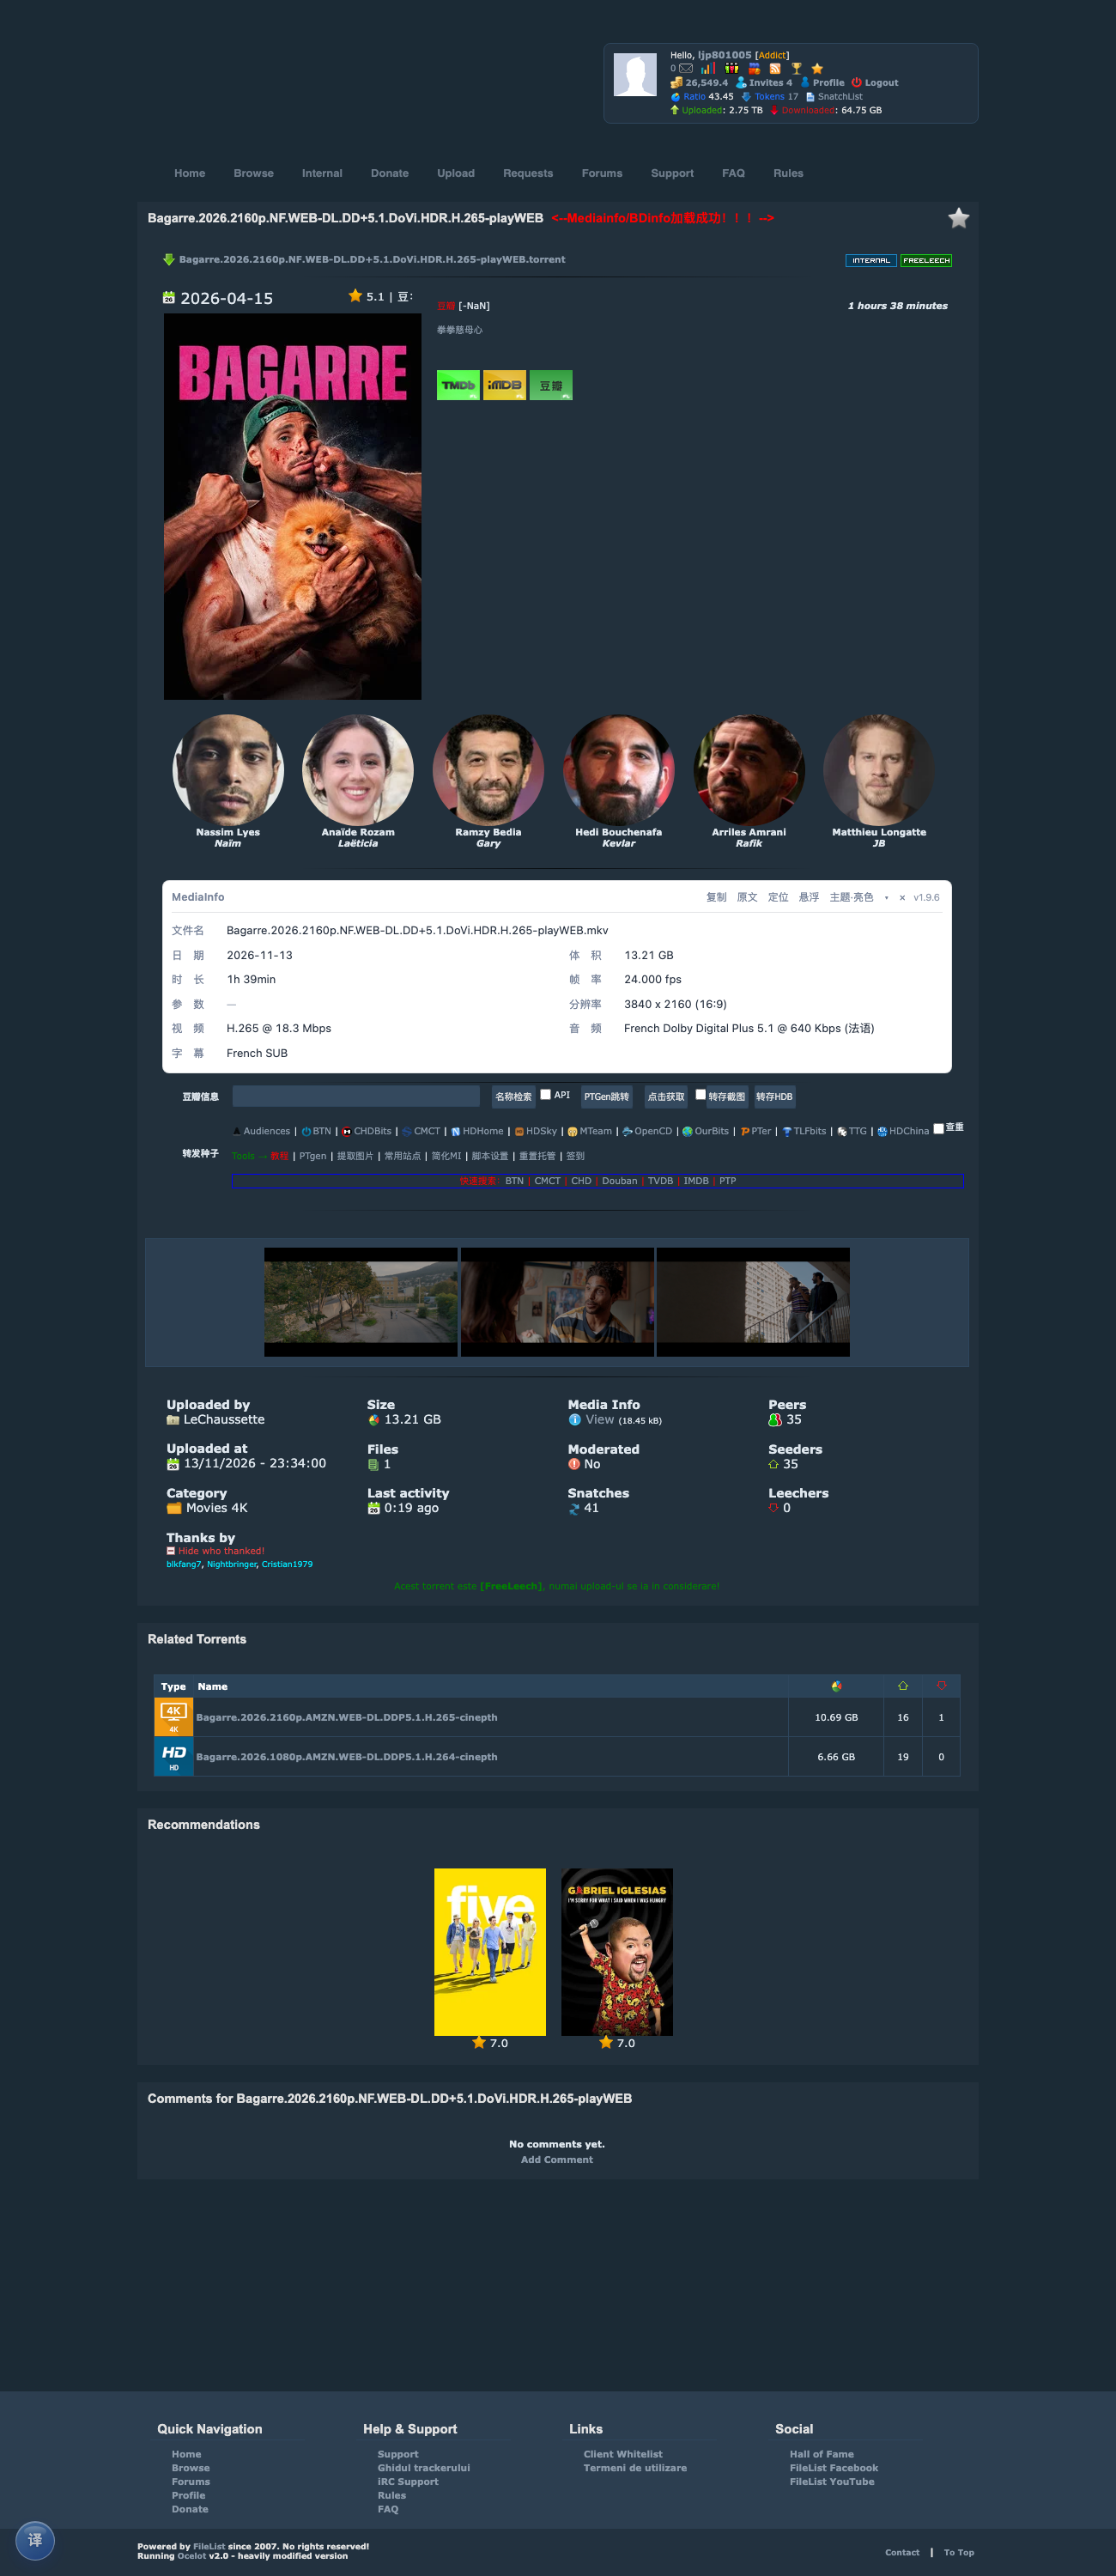 Hello, ljp801005 [Addict]
0
26,549.4 Invites 4 Profile Logout
Ratio 43.45 Tokens 17 SnatchList
Uploaded: 2.75 TB Downloaded: 64.75 GB
Home Browse Internal Donate Upload Requests Forums Support FAQ Rules
Bagarre.2026.2160p.NF.WEB-DL.DD+5.1.DoVi.HDR.H.265-playWEB <--Mediainfo/BDinfo加载成功！！！-->
Bagarre.2026.2160p.NF.WEB-DL.DD+5.1.DoVi.HDR.H.265-playWEB.torrent
INTERNAL FREELEECH
2026-04-15 5.1 | 豆:
豆瓣 [-NaN] 1 hours 38 minutes
拳拳慈母心
TMDb iMDB 豆瓣
BAGARRE
Nassim Lyes Anaïde Rozam Ramzy Bedia Hedi Bouchenafa Arriles Amrani Matthieu Longatte
Naïm Laëticia Gary Kevlar Rafik JB
MediaInfo 复制 原文 定位 悬浮 主题·亮色 • × v1.9.6
文件名 Bagarre.2026.2160p.NF.WEB-DL.DD+5.1.DoVi.HDR.H.265-playWEB.mkv
日 期 2026-11-13 体 积 13.21 GB
时 长 1h 39min 帧 率 24.000 fps
参 数 — 分辨率 3840 x 2160 (16:9)
视 频 H.265 @ 18.3 Mbps 音 频 French Dolby Digital Plus 5.1 @ 640 Kbps (法语)
字 幕 French SUB
豆瓣信息 名称检索 API PTGen跳转 点击获取 转存截图 转存HDB
Audiences | BTN | CHDBits | CMCT | HDHome | HDSky | MTeam | OpenCD | OurBits | PTer | TLFbits | TTG | HDChina 查重
转发种子 Tools → 教程 | PTgen | 提取图片 | 常用站点 | 简化MI | 脚本设置 | 重置托管 | 签到
快速搜索: BTN | CMCT | CHD | Douban | TVDB | IMDB | PTP
Uploaded by Size Media Info Peers
LeChaussette 13.21 GB View (18.45 kB) 35
Uploaded at Files Moderated Seeders
13/11/2026 - 23:34:00 1 No 35
Category Last activity Snatches Leechers
Movies 4K 0:19 ago 41 0
Thanks by
Hide who thanked!
blkfang7, Nightbringer, Cristian1979
Acest torrent este [FreeLeech], numai upload-ul se ia in considerare!
Related Torrents
Type Name
4K 4K Bagarre.2026.2160p.AMZN.WEB-DL.DDP5.1.H.265-cinepth 10.69 GB 16 1
HD HD Bagarre.2026.1080p.AMZN.WEB-DL.DDP5.1.H.264-cinepth 6.66 GB 19 0
Recommendations
five
GABRIEL IGLESIAS
I'M SORRY FOR WHAT I SAID WHEN I WAS HUNGRY
7.0 7.0
Comments for Bagarre.2026.2160p.NF.WEB-DL.DD+5.1.DoVi.HDR.H.265-playWEB
No comments yet.
Add Comment
Quick Navigation Help & Support Links Social
Home Support Client Whitelist Hall of Fame
Browse Ghidul trackerului Termeni de utilizare FileList Facebook
Forums iRC Support FileList YouTube
Profile Rules
Donate FAQ
译
Powered by FileList since 2007. No rights reserved!
Running Ocelot v2.0 - heavily modified version
Contact | To Top